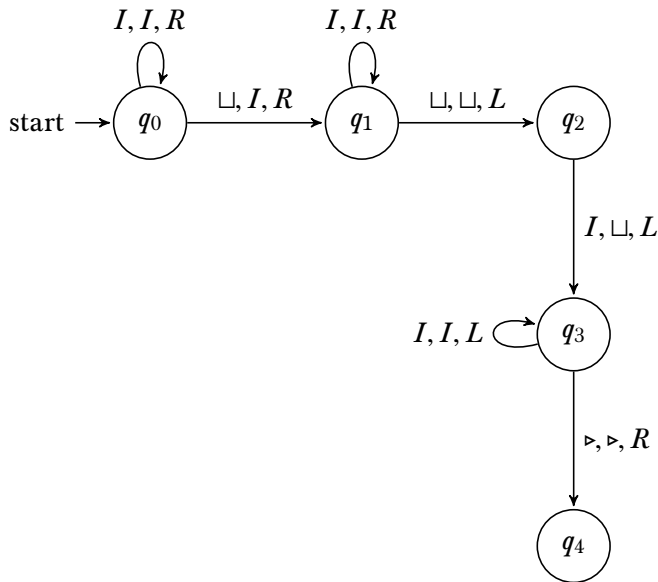 I, I, R I, I, R
start q0 ⊔, I, R q1 ⊔, ⊔, L q2
I, ⊔, L
I, I, L q3
▹, ▹, R
q4